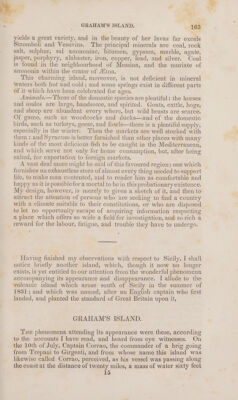 GRAHAM'S ISLAND. 165
yields a great variety, and in the beauty of her lavas far excels
Stromboli and Vesuvius. The principal minerals are coal, rock
salt, sulphur, sal ammoniac, bitumen, gypsum, marble, agate,
jasper, porphyry, alabaster, iron, copper, lead, and silver. Coal
is found in the neighbourhood of Messina, and the muriate of
ammonia within the crater of Ætna.
This charming island, moreover, is not deficient in mineral
waters both hot and cold; and some springs exist in different parts
of it which have been celebrated for ages.
Animals.—Those of the domestic species are plentiful: the horses
and mules are large, handsome, and spirited. Goats, cattle, hogs,
and sheep are abundant every where, but wild beasts are scarce.
Of game, such as woodcocks and ducks—and of the domestic
birds, such as turkeys, geese, and fowls—there is a plentiful supply,
especially in the winter. Then the markets are well stocked with
them: and Syracuse is better furnished than other places with many
kinds of the most delicious fish to be caught in the Mediterranean,
and which serve not only for home consumption, but, after being
salted, for exportation to foreign markets.
A vast deal more might be said of this favoured region; one which
furnishes an exhaustless store of almost every thing needed to support
life, to make man contented, and to render him as comfortable and
happy as it is possible for a mortal to be in this probationary existence.
My design, however, is merely to given a sketch of it, and then to
attract the attention of persons who are seeking to find a country
with a climate suitable to their constitutions, or who are disposed
to let no opportunity escape of acquiring information respecting
a place which offers so wide a field for investigation, and so rich a
reward for the labour, fatigue, and trouble they have to undergo.
Having finished my observations with respect to Sicily, I shall
notice briefly another island, which, though it now no longer
exists, is yet entitled to our attention from the wonderful phenomena
accompanying its appearance and disappearance. I allude to the
volcanic island which arose south of Sicily in the summer of
1831; and which was named, after an English captain who first
landed, and planted the standard of Great Britain upon it,
GRAHAM'S ISLAND.
The phenomena attending its appearance were these, according
to the accounts I have read, and heard from eye witnesses. On
the 10th of July, Captain Corrao, the commander of a brig going
from Trepani to Girgenti, and from whose name this island was
likewise called Corrao, perceived, as his vessel was passing along
the coast at the distance of twenty miles, a mass of water sixty feet
15